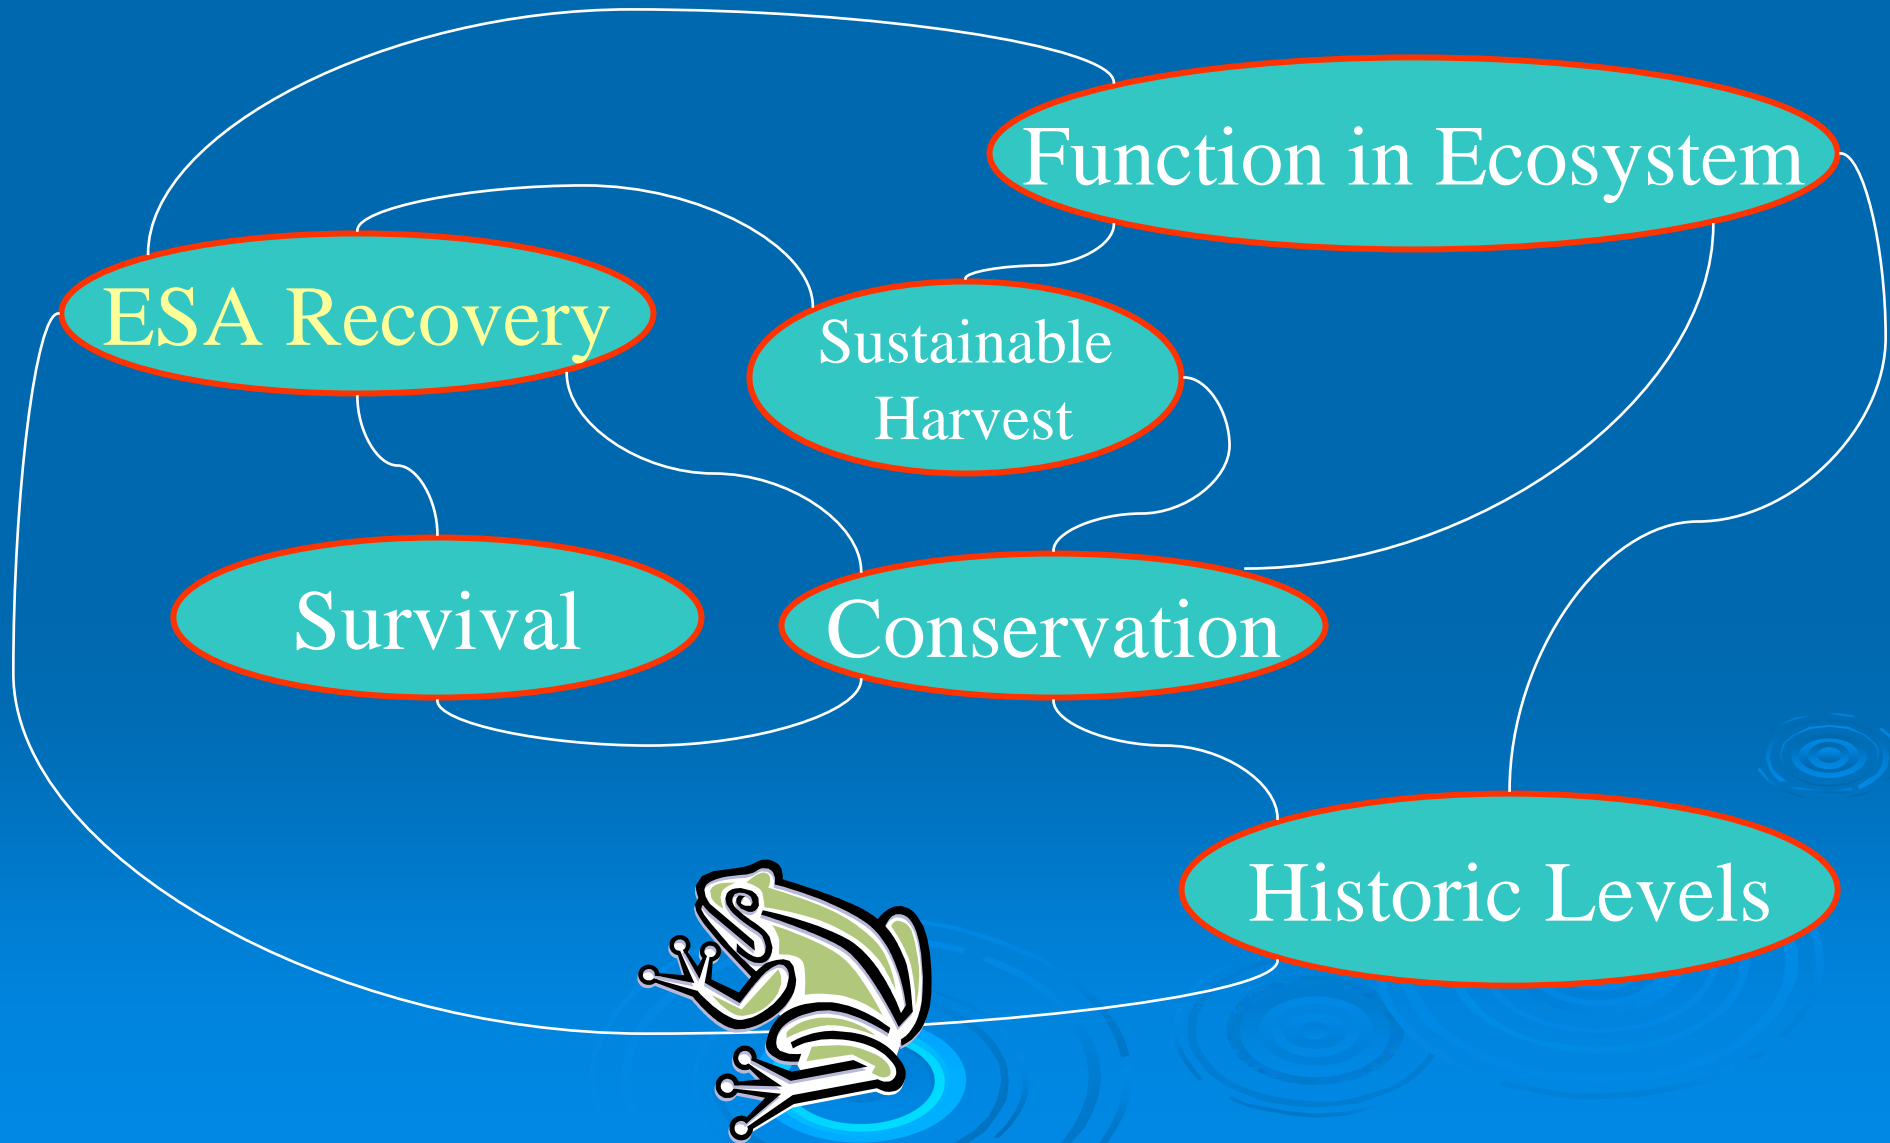 Function in Ecosystem
ESA Recovery
Sustainable
Harvest
Survival
Conservation
Historic Levels